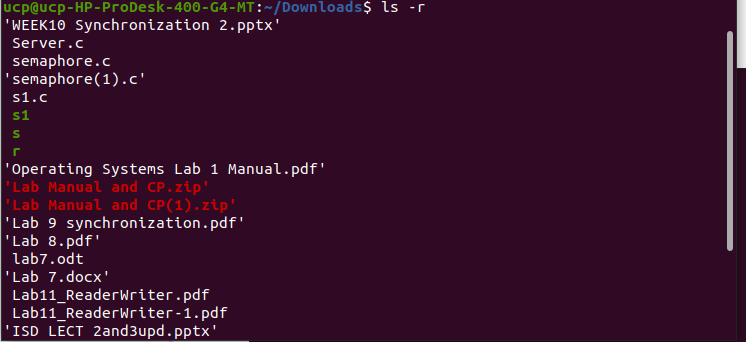 ucp@ucp-HP-ProDesk-400-G4-MT:~/Downloads$ ls -r
'WEEK10 Synchronization 2.pptx'
Server.c
semaphore.c
'semaphore(1).c'
s1.c
s1
s
r
'Operating Systems Lab 1 Manual.pdf'
'Lab Manual and CP.zip'
'Lab Manual and CP(1).zip'
'Lab 9 synchronization.pdf'
'Lab 8.pdf'
lab7.odt
'Lab 7.docx'
Lab11_ReaderWriter.pdf
Lab11_ReaderWriter-1.pdf
'ISD LECT 2and3upd.pptx'